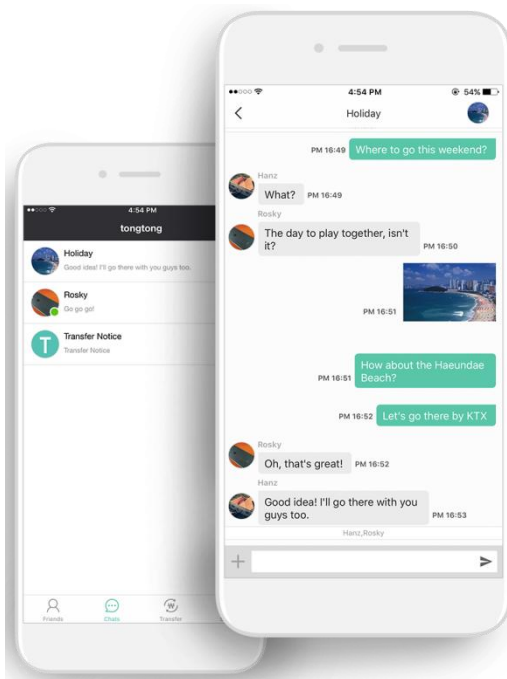 4:54 PM
tongtong
Holiday
Good idea! I'll go there with you guys too.
Rosky
Go go go!
T
Transfer Notice
Transfer Notice
Friends
Chats
W
Transfer
4:54 PM
54%
Holiday
PM 16:49
Where to go this weekend?
Hanz
What?
PM 16:49
Rosky
The day to play together, isn't
it?
PM 16:50
PM 16:51
How about the Haeundae
Beach?
PM 16:51
PM 16:52
Let's go there by KTX
Rosky
Oh, that's great!
PM 16:52
Hanz
Good idea! I'll go there with you
guys too.
PM 16:53
Hanz,Rosky